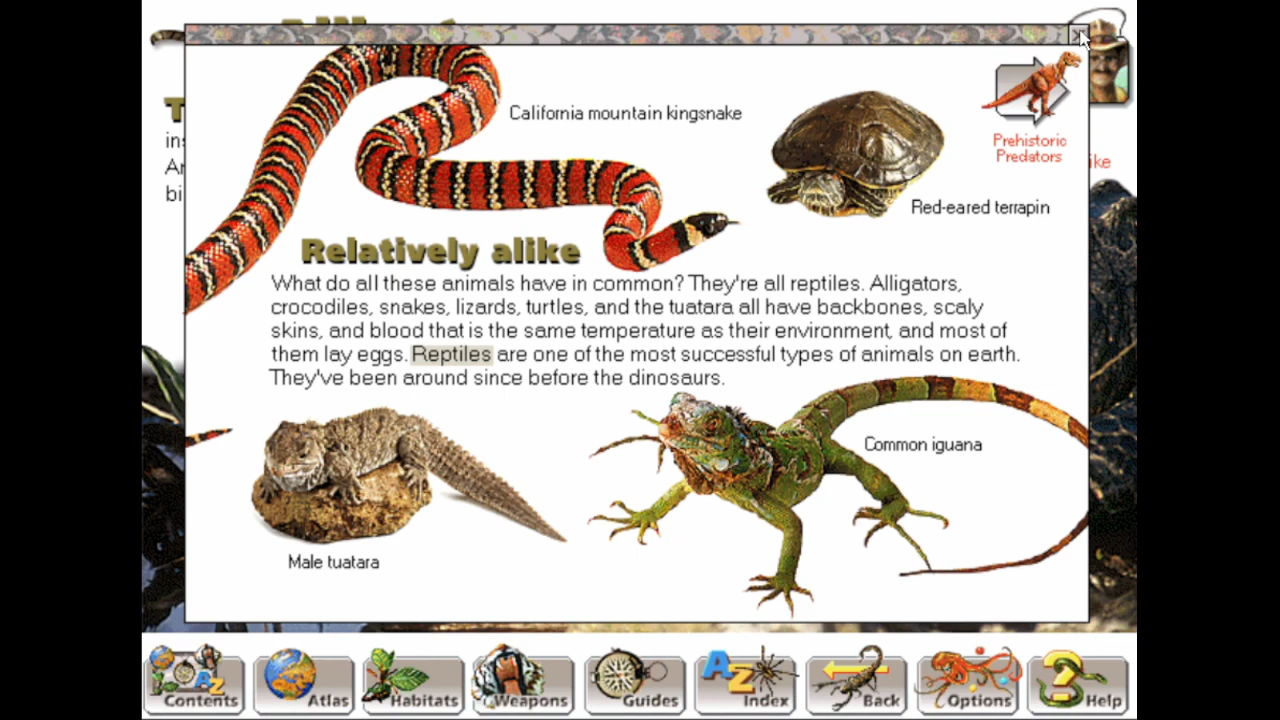 California mountain kingsnake
Prehistoric
Predators
Red-eared terrapin
Relatively alike
What do all these animals have in common? They're all reptiles. Alligators,
crocodiles, snakes, lizards, turtles, and the tuatara all have backbones, scaly
skins, and blood that is the same temperature as their environment, and most of
them lay eggs. Reptiles are one of the most successful types of animals on earth.
They've been around since before the dinosaurs.
Common iguana
Male tuatara
Contents
Atlas
Habitats
Weapons
Guides
AZ Index
Back
Options
? Help